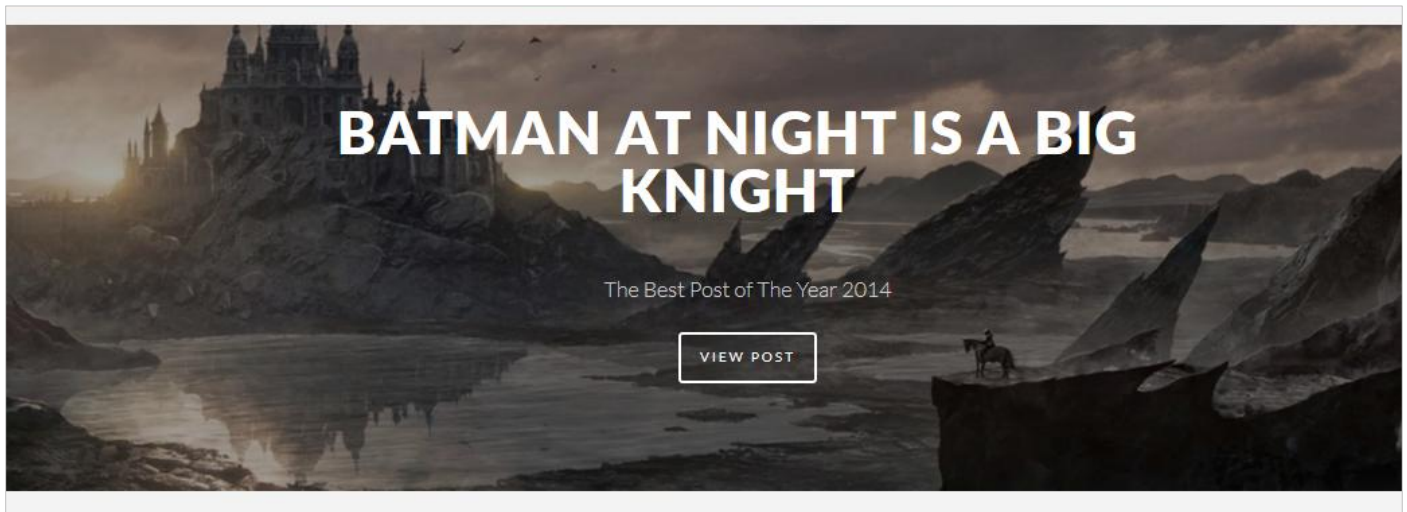 BATMAN AT NIGHT IS A BIG
KNIGHT
The Best Post of The Year 2014
VIEW POST